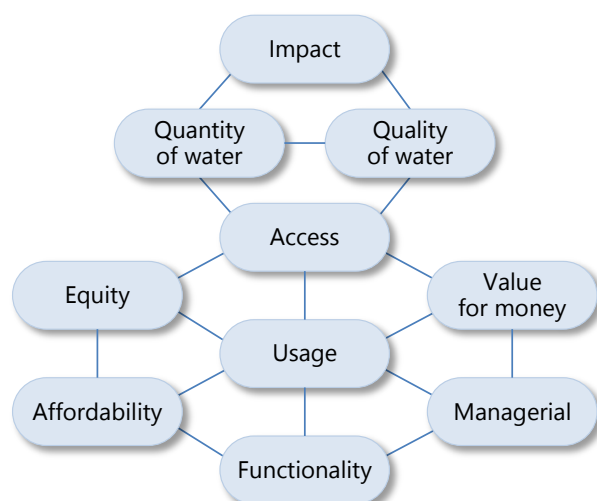 Impact
Quantity
of water
Quality
of water
Access
Equity
Value
for money
Usage
Affordability
Managerial
Functionality